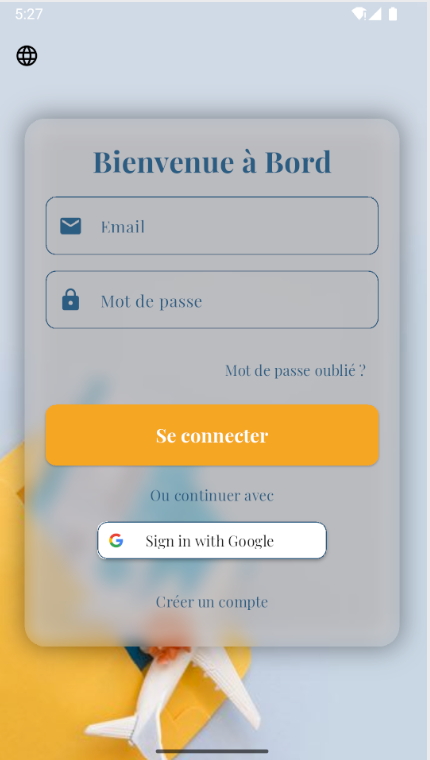 5:27
Bienvenue à Bord
Email
Mot de passe
Mot de passe oublié ?
Se connecter
Ou continuer avec
Sign in with Google
Créer un compte